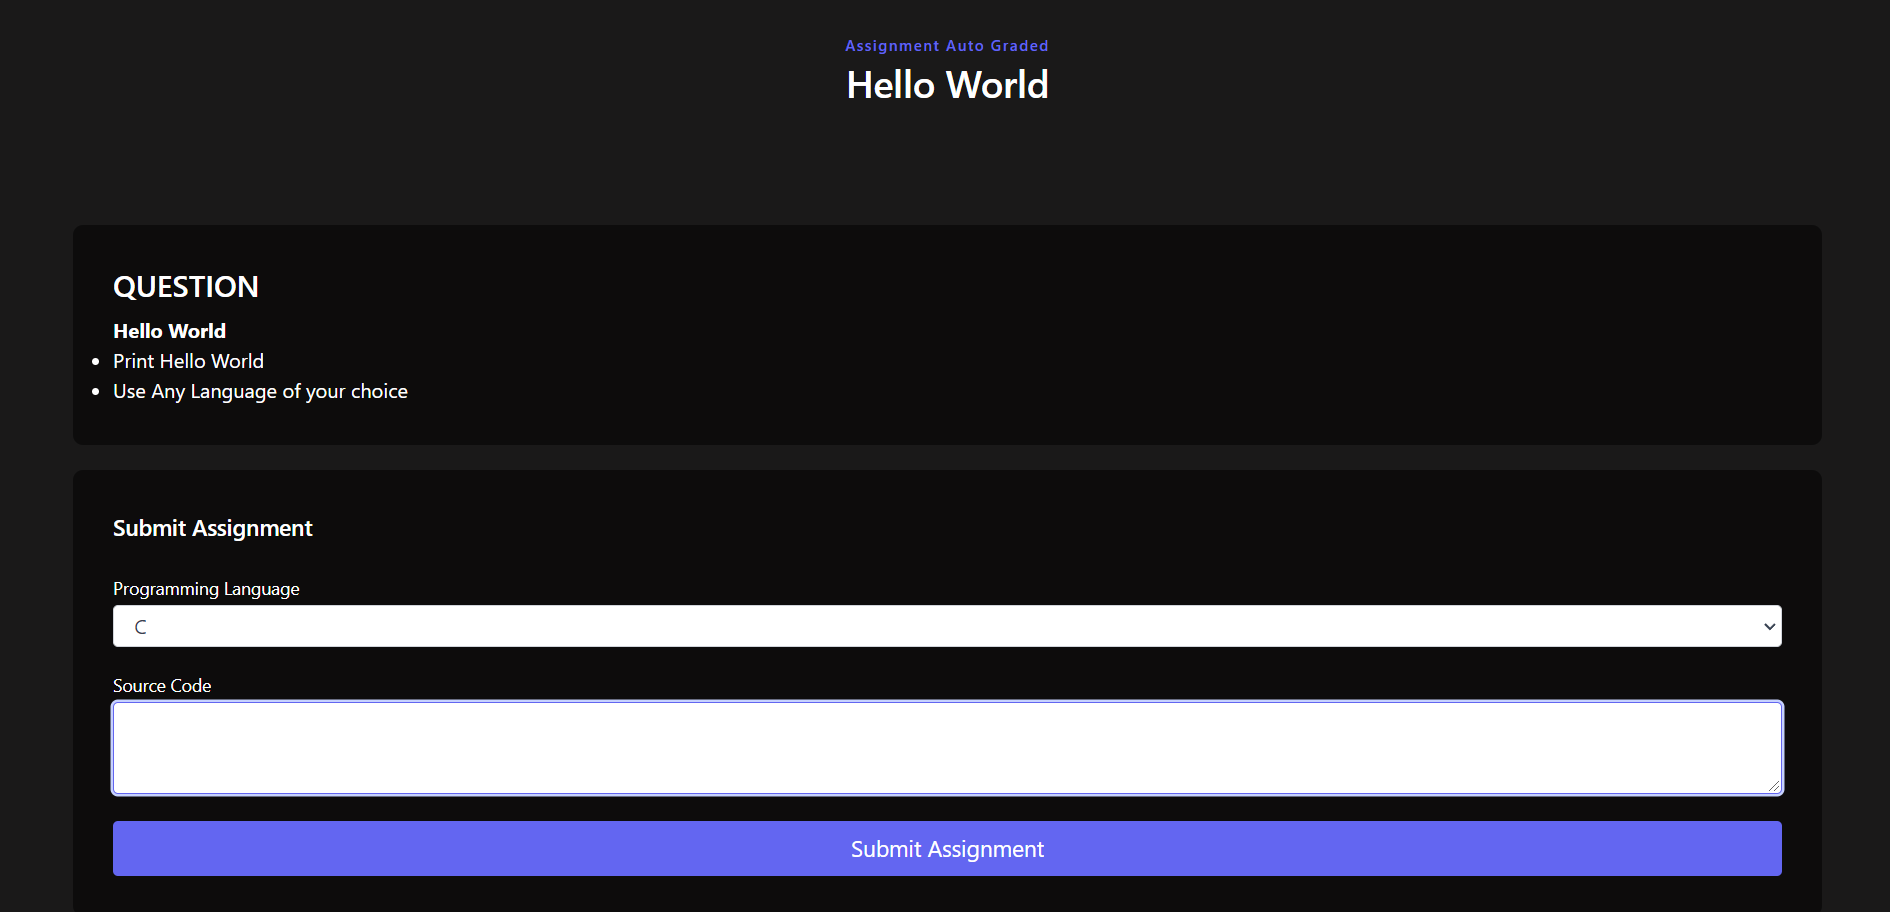 Assignment Auto Graded
Hello World
QUESTION
Hello World
Print Hello World
Use Any Language of your choice
Submit Assignment
Programming Language
C
Source Code
Submit Assignment